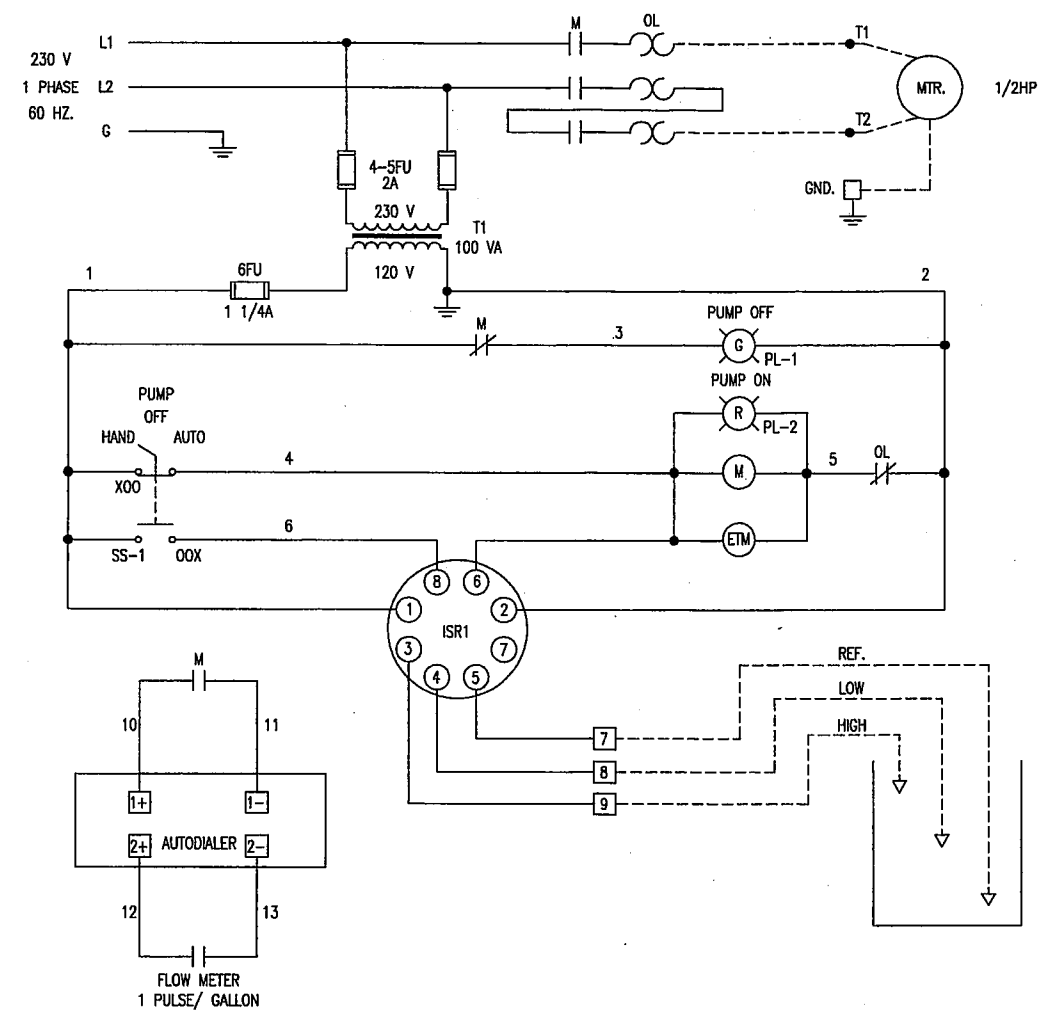 M OL
L1 T1
230 V
1 PHASE L2 MTR. 1/2HP
60 HZ.
G T2
4-5FU
2A
GND.
230 V
T1
100 VA
1 6FU 120 V 2
1 1/4A
PUMP OFF
M 3 G
PL-1
PUMP ON
PUMP
OFF
R
PL-2
HAND AUTO
4 5 OL
M
XOO
6
ETM
SS-1 OOX
8 6
1 2
ISR1
3 7
4 5
REF.
M
LOW
10 11
HIGH
7
8
9
1+ 1-
2+ AUTODIALER 2-
12 13
FLOW METER
1 PULSE/ GALLON